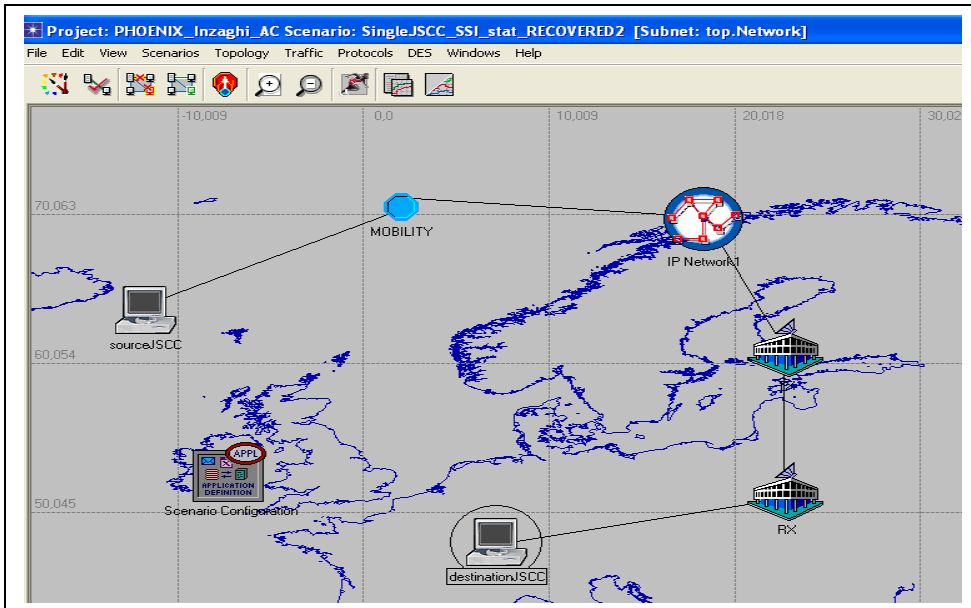 Project: PHOENIX_Inzaghi_AC Scenario: SingleJSCC_SSI_stat_RECOVERED2 [Subnet: top.Network]
File Edit View Scenarios Topology Traffic Protocols DES Windows Help
-10,009 0,0 10,009 20,018 30,02
70,063
MOBILITY
IP Network1
sourceJSCC
60,054
APPL
APPLICATION
DEFINITION
50,045
Scenario Configuration
RX
destinationJSCC